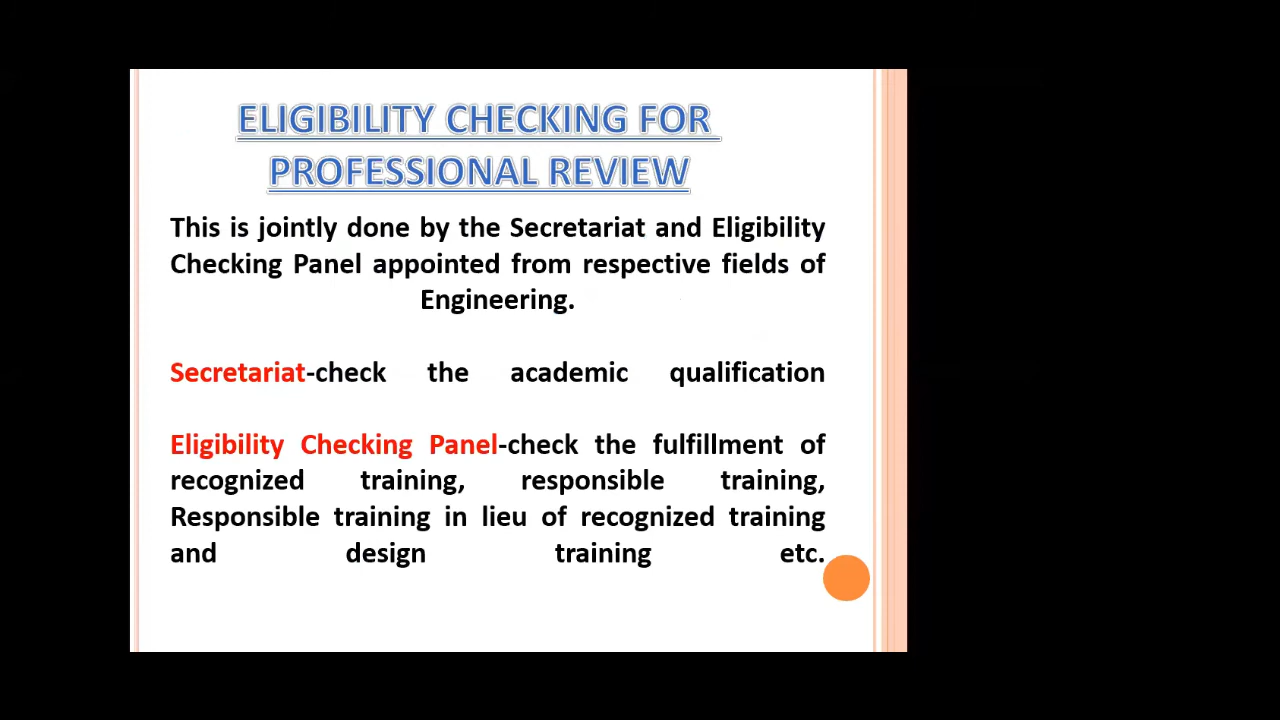 ELIGIBILITY CHECKING FOR
PROFESSIONAL REVIEW
This is jointly done by the Secretariat and Eligibility
Checking Panel appointed from respective fields of
Engineering.
Secretariat-check the academic qualification
Eligibility Checking Panel-check the fulfillment of
recognized training, responsible training,
Responsible training in lieu of recognized training
and design training etc.